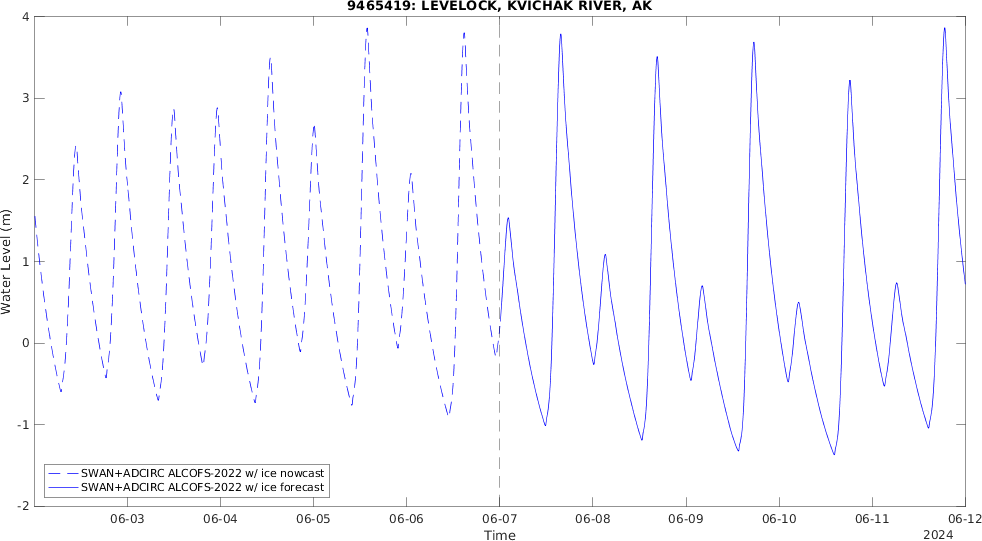 9465419: LEVELOCK, KVICHAK RIVER, AK
4
3
2
1
0
-1
-2
Water Level (m)
SWAN+ADCIRC ALCOFS-2022 w/ ice nowcast
SWAN+ADCIRC ALCOFS-2022 w/ ice forecast
06-03 06-04 06-05 06-06 06-07 06-08 06-09 06-10 06-11 06-12
Time
2024